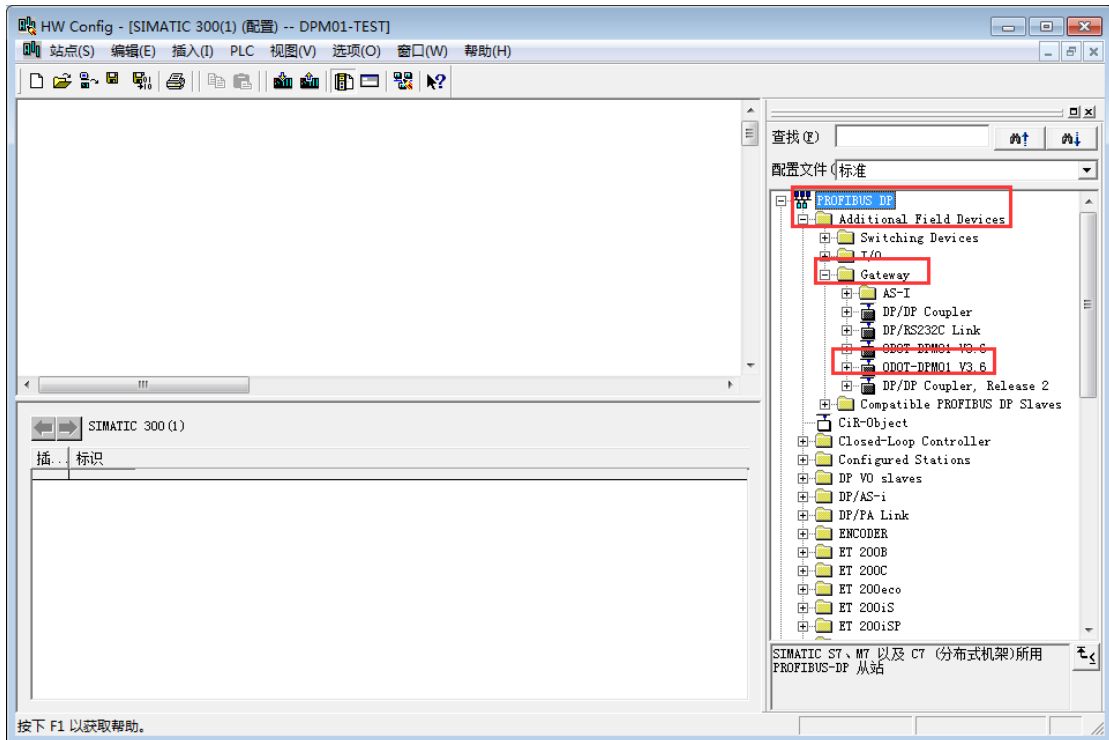 HW Config - [SIMATIC 300(1) (配置) -- DPM01-TEST]
站点(S) 编辑(E) 插入(I) PLC 视图(V) 选项(O) 窗口(W) 帮助(H)
查找(F)
配置文件(
标准
PROFIBUS DP
Additional Field Devices
Switching Devices
I/O
Gateway
AS-I
DP/DP Coupler
DP/RS232C Link
ODOT-DPM01 V3.6
ODOT-DPM01 V3.6
DP/DP Coupler, Release 2
Compatible PROFIBUS DP Slaves
CiR-Object
Closed-Loop Controller
Configured Stations
DP V0 slaves
DP/AS-i
DP/PA Link
ENCODER
ET 200B
ET 200C
ET 200eco
ET 200iS
ET 200iSP
SIMATIC 300(1)
插... 标识
SIMATIC S7、M7 以及 C7 (分布式机架)所用
PROFIBUS-DP 从站
按下 F1 以获取帮助。